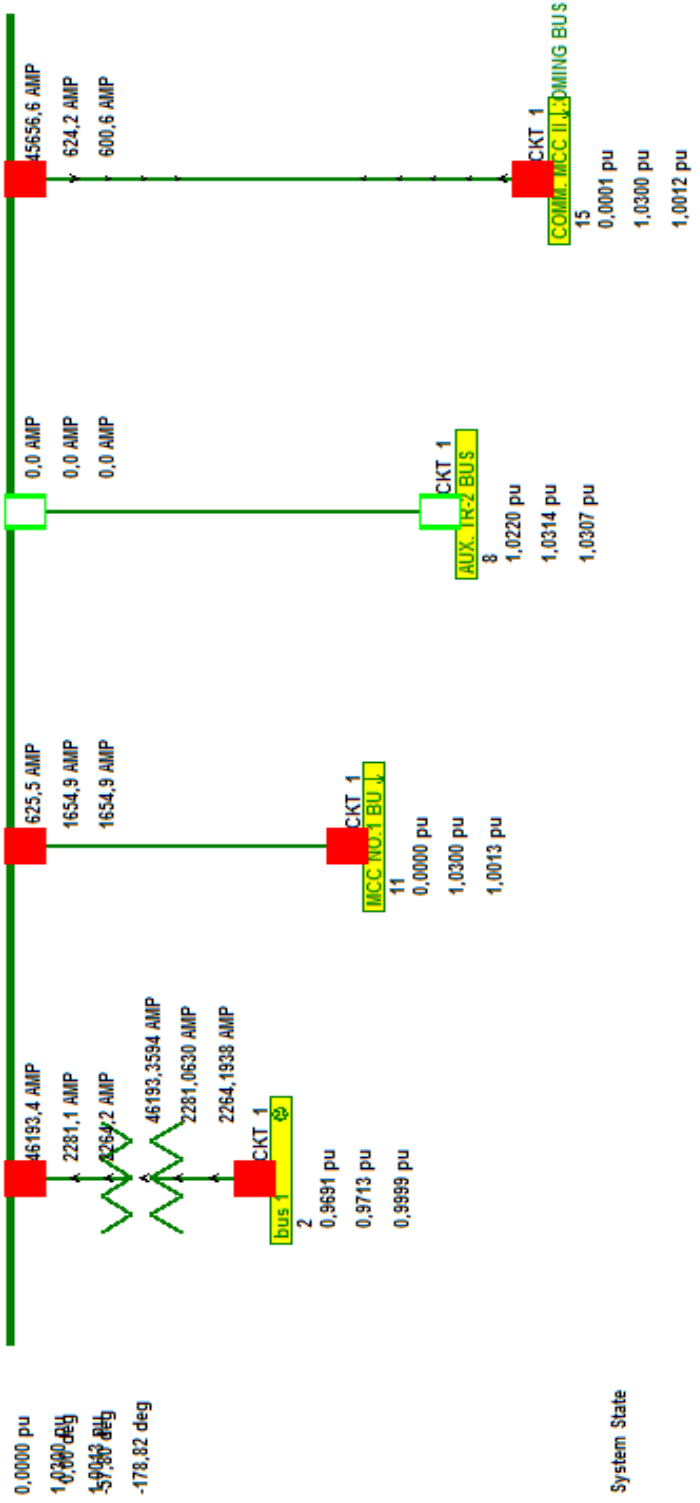 0,0000 pu
-178,82 deg
System State
46193,4 AMP
2281,1 AMP
2264,2 AMP
46193,3594 AMP
2281,0630 AMP
2264,1938 AMP
CKT 1
bus 1
2
0,9691 pu
0,9713 pu
0,9999 pu
625,5 AMP
1654,9 AMP
1654,9 AMP
CKT 1
MCC NO.1 BU
11
0,0000 pu
1,0300 pu
1,0013 pu
0,0 AMP
0,0 AMP
0,0 AMP
CKT 1
AUX. TR-2 BUS
8
1,0220 pu
1,0314 pu
1,0307 pu
45656,6 AMP
624,2 AMP
600,6 AMP
CKT 1
COMM. MCC II OMING BUS
15
0,0001 pu
1,0300 pu
1,0012 pu